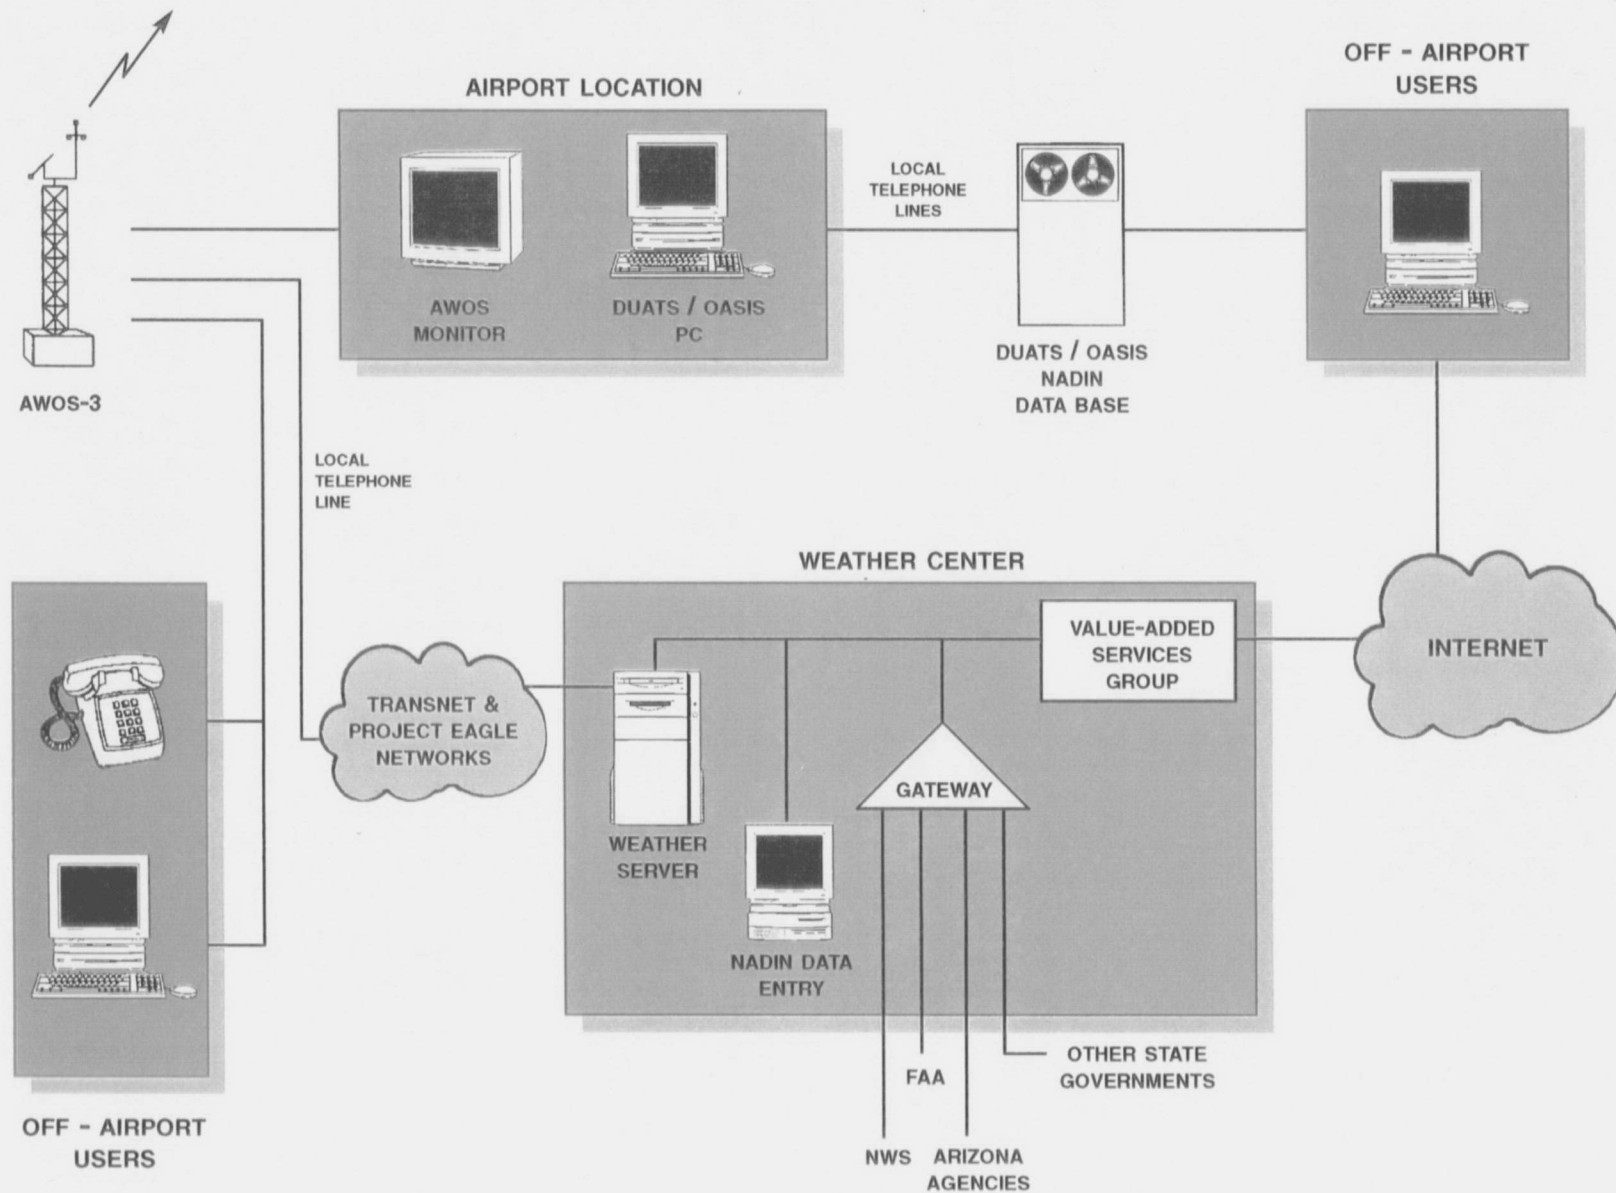 OFF - AIRPORT
USERS
AIRPORT LOCATION
LOCAL
TELEPHONE
LINES
AWOS
MONITOR
DUATS / OASIS
PC
DUATS / OASIS
NADIN
DATA BASE
AWOS-3
LOCAL
TELEPHONE
LINE
WEATHER CENTER
VALUE-ADDED
SERVICES
GROUP
INTERNET
TRANSNET &
PROJECT EAGLE
NETWORKS
GATEWAY
WEATHER
SERVER
NADIN DATA
ENTRY
OTHER STATE
GOVERNMENTS
FAA
NWS
ARIZONA
AGENCIES
OFF - AIRPORT
USERS